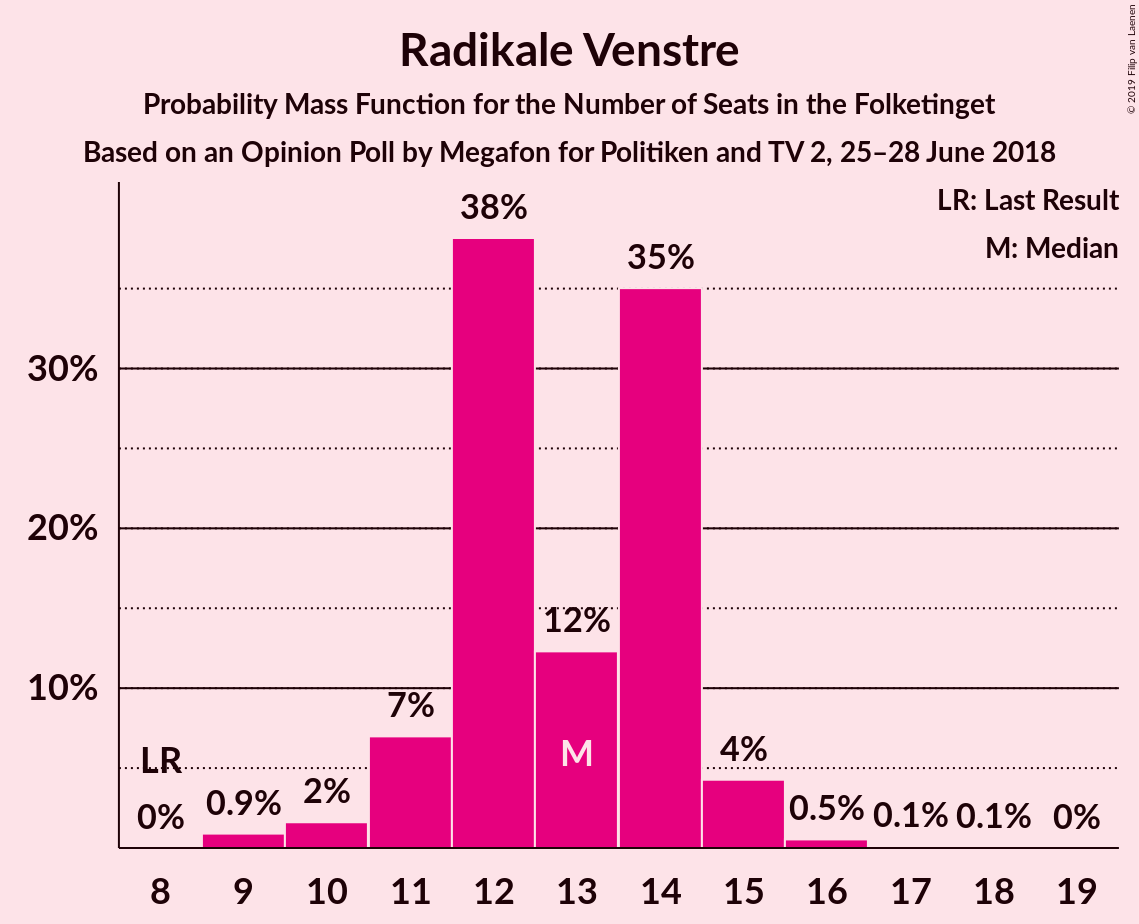 Radikale Venstre
Probability Mass Function for the Number of Seats in the Folketinget
Based on an Opinion Poll by Megafon for Politiken and TV 2, 25–28 June 2018
© 2019 Filip van Laenen
LR: Last Result
M: Median
38%
35%
30%
20%
12%
10%
7%
M
LR
4%
2%
0.9%
0.5%
0.1%
0.1%
0%
0%
8 9 10 11 12 13 14 15 16 17 18 19